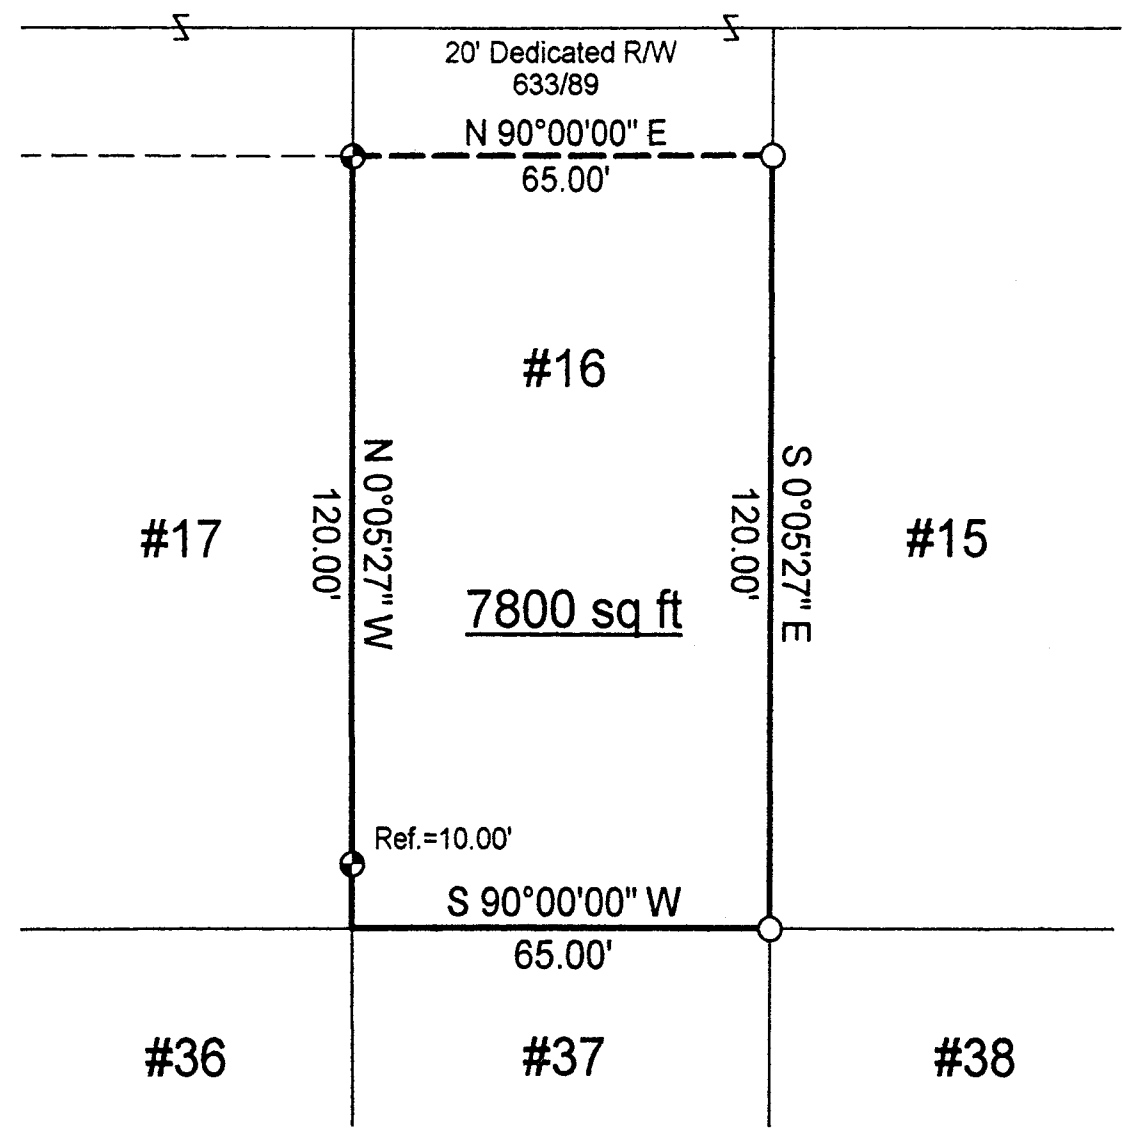 20' Dedicated R/W
633/89
N 90°00'00" E
65.00'
#16
N 0°05'27" W
120.00'
S 0°05'27" E
120.00'
#17
#15
7800 sq ft
Ref.=10.00'
S 90°00'00" W
65.00'
#36
#37
#38